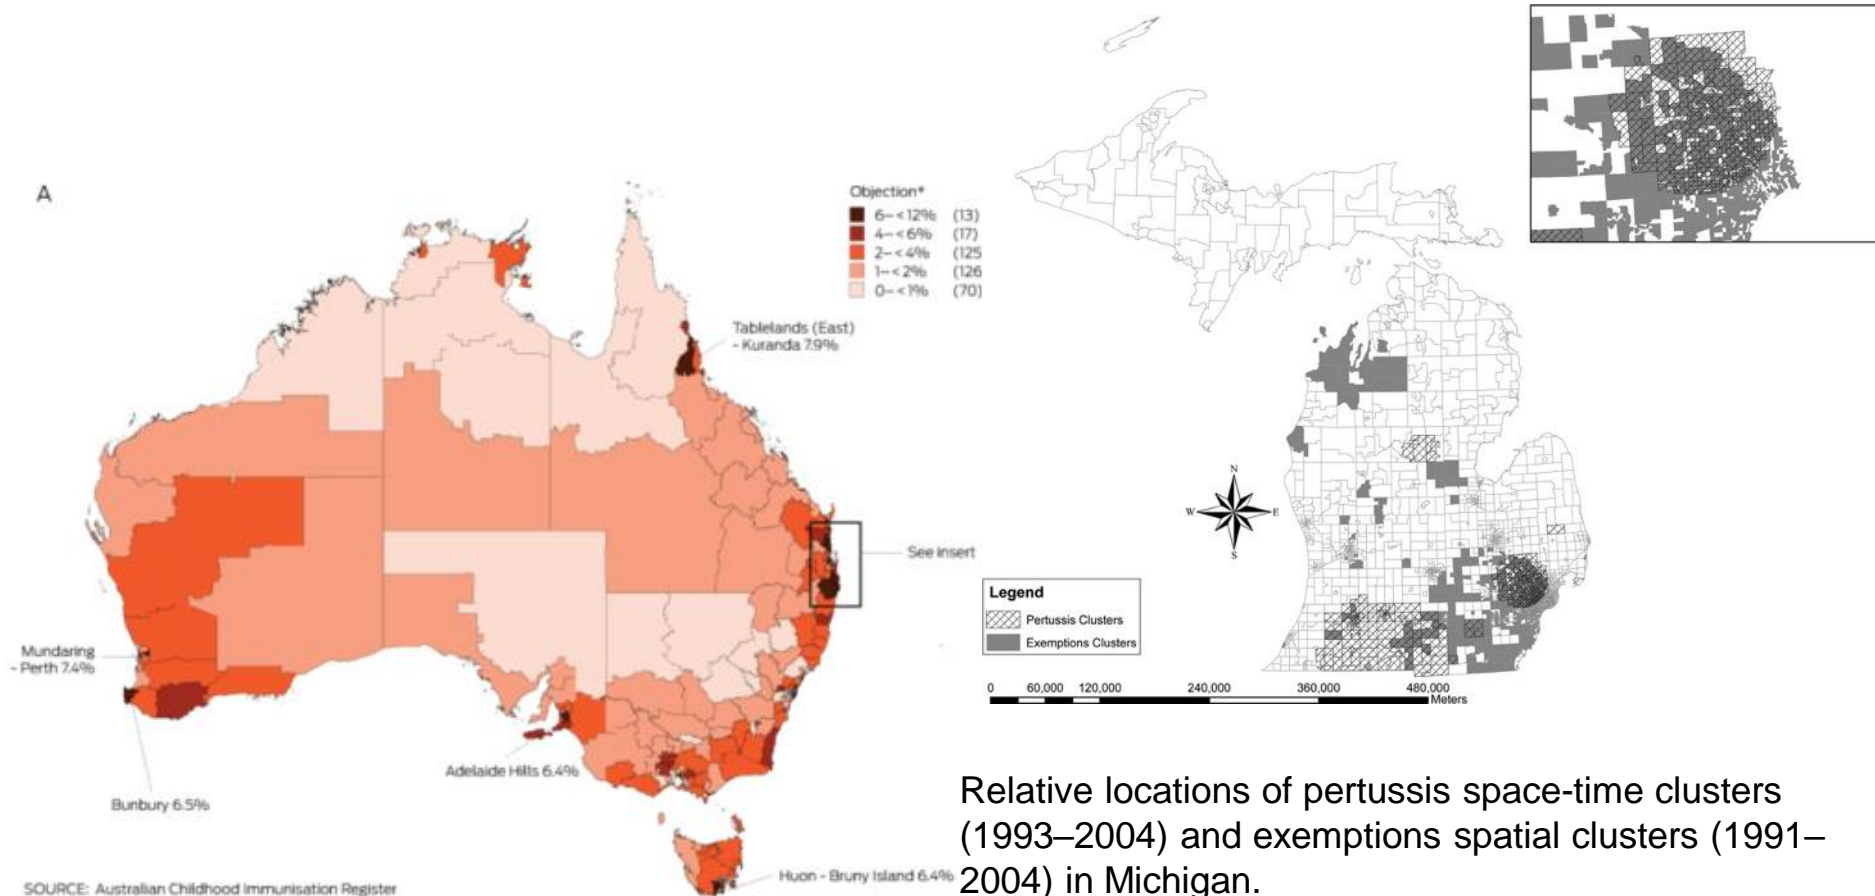 A
Objection*
6–<12% (13)
4–<6% (17)
2–<4% (125
1–<2% (126
0–<1% (70)
Tablelands (East)
- Kuranda 7.9%
See insert
Mundaring
- Perth 7.4%
Bunbury 6.5%
Adelaide Hills 6.4%
Huon - Bruny Island 6.4%
SOURCE: Australian Childhood Immunisation Register
N
W E
S
Legend
Pertussis Clusters
Exemptions Clusters
0 60,000 120,000 240,000 360,000 480,000
Meters
Relative locations of pertussis space-time clusters
(1993–2004) and exemptions spatial clusters (1991–
2004) in Michigan.